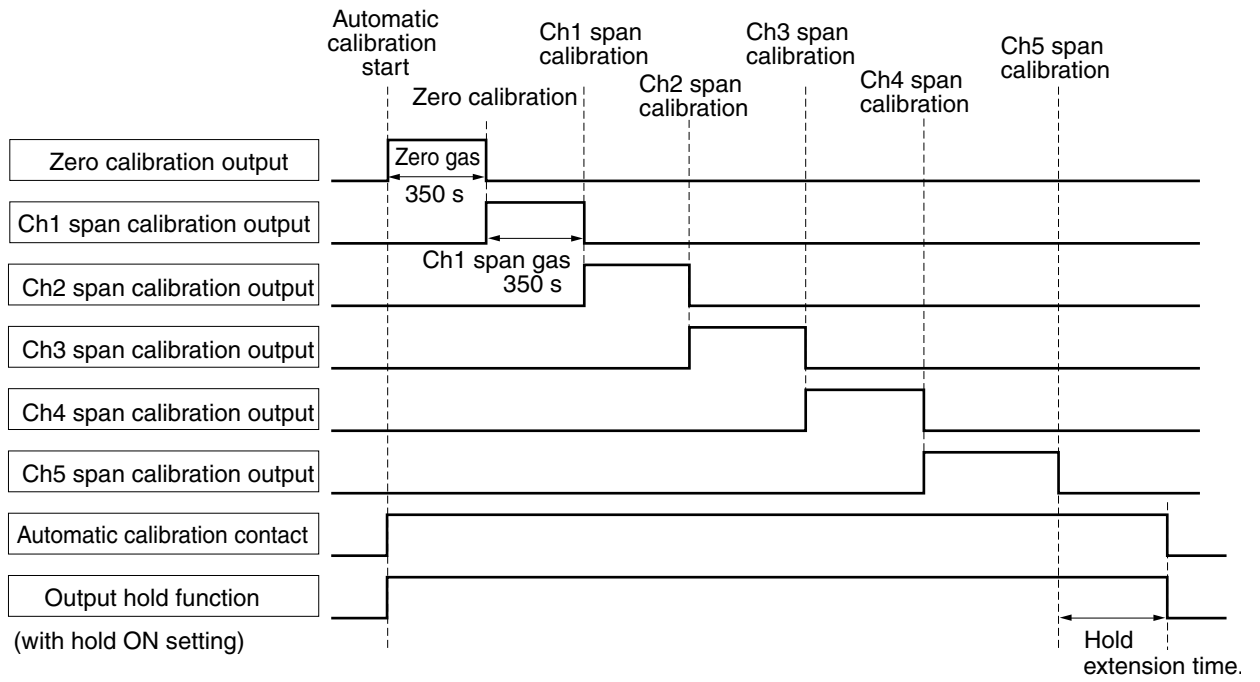 Automatic
calibration
start
Zero calibration
Ch1 span
calibration
Ch2 span
calibration
Ch3 span
calibration
Ch4 span
calibration
Ch5 span
calibration
Zero calibration output
Zero gas
350 s
Ch1 span calibration output
Ch1 span gas
350 s
Ch2 span calibration output
Ch3 span calibration output
Ch4 span calibration output
Ch5 span calibration output
Automatic calibration contact
Output hold function
(with hold ON setting)
Hold
extension time.